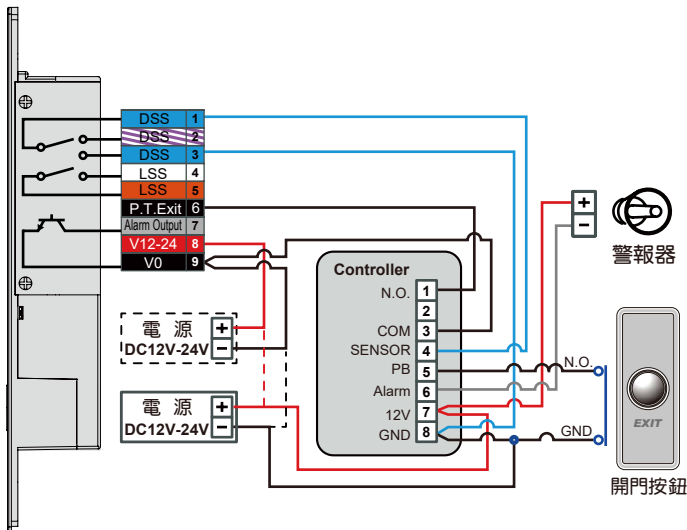 DSS 1
DSS 2
DSS 3
LSS 4
LSS 5
P.T.Exit 6
Alarm Output 7
V12-24 8
V0 9
電 源 +
DC12V-24V −
電 源 +
DC12V-24V −
Controller
N.O. 1
2
COM 3
SENSOR 4
PB 5
Alarm 6
12V 7
GND 8
+
−
警報器
N.O.
GND
EXIT
開門按鈕